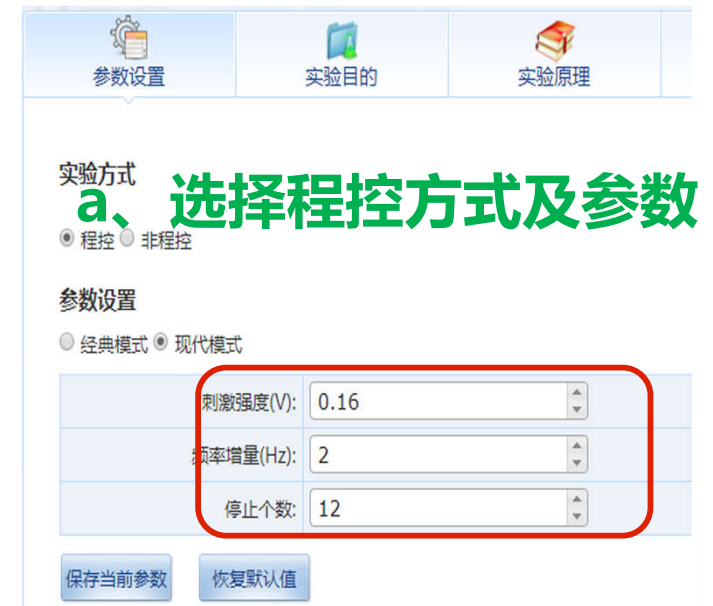 参数设置 实验目的 实验原理
实验方式
a、选择程控方式及参数
程控 非程控
参数设置
经典模式 现代模式
刺激强度(V): 0.16
频率增量(Hz): 2
停止个数: 12
保存当前参数 恢复默认值